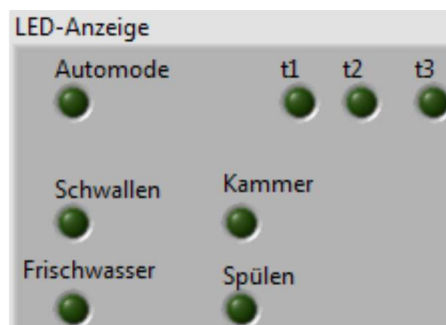 LED-Anzeige
Automode t1 t2 t3
Schwallen Kammer
Frischwasser Spülen